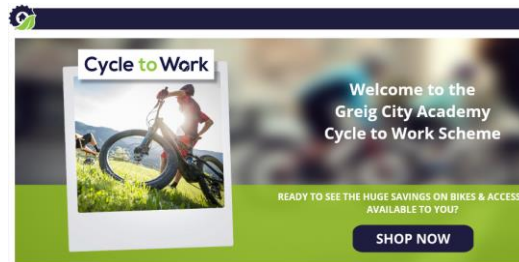 Cycle to Work
Welcome to the
Greig City Academy
Cycle to Work Scheme
READY TO SEE THE HUGE SAVINGS ON BIKES & ACCESS
AVAILABLE TO YOU?
SHOP NOW